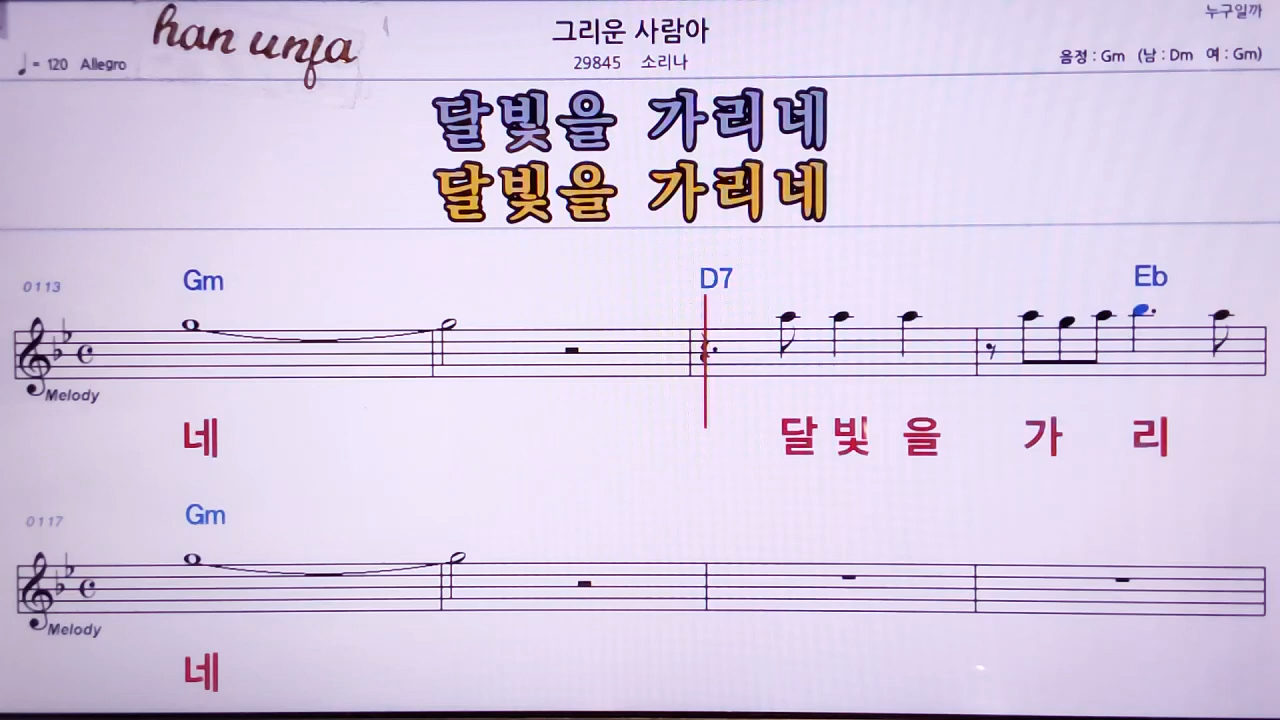 han unja
누구일까
그리운 사람아
♩= 120 Allegro
29845 소리나
음정 : Gm (남 : Dm 여 : Gm)
달빛을 가리네
달빛을 가리네
0113 Gm D7 Eb
Melody
네 달 빛 을 가 리
0117 Gm
Melody
네